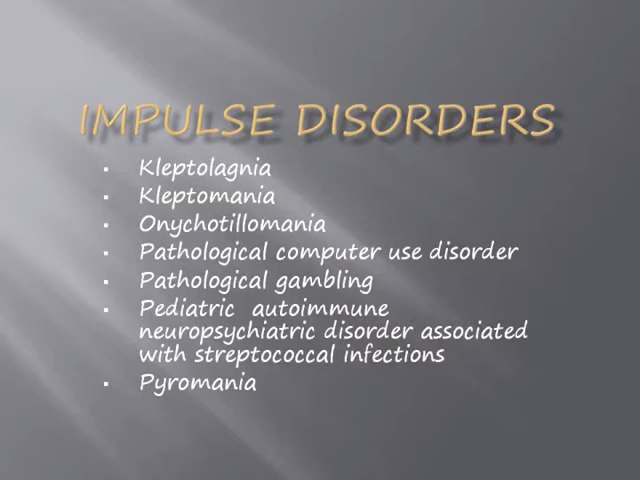 IMPULSE DISORDERS
▪ Kleptolagnia
▪ Kleptomania
▪ Onychotillomania
▪ Pathological computer use disorder
▪ Pathological gambling
▪ Pediatric autoimmune
neuropsychiatric disorder associated
with streptococcal infections
▪ Pyromania